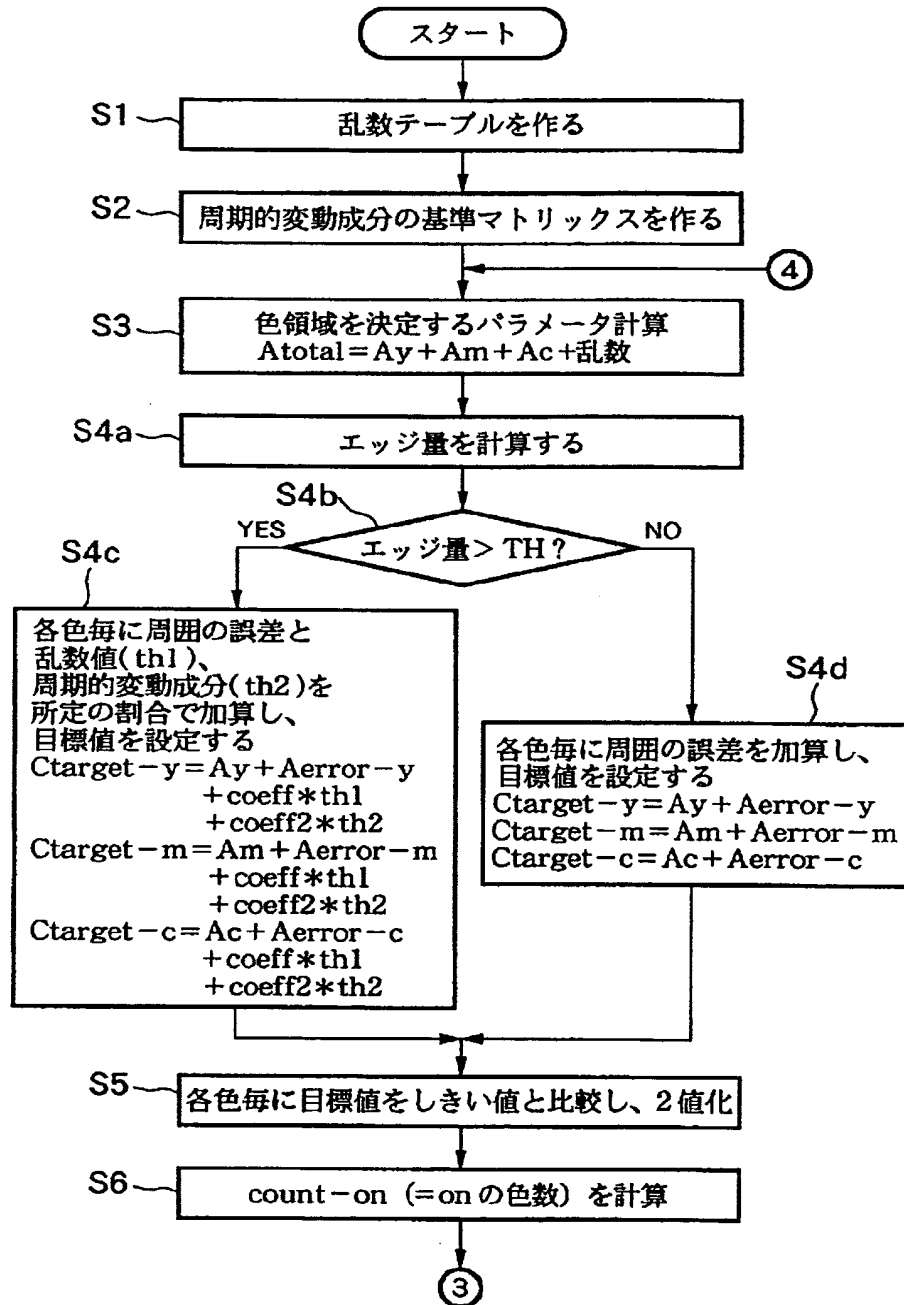 スタート
S1
乱数テーブルを作る
S2
周期的変動成分の基準マトリックスを作る
④
S3
色領域を決定するパラメータ計算
Atotal=Ay+Am+Ac+乱数
S4a
エッジ量を計算する
S4b
YES
エッジ量>TH?
NO
S4c
各色毎に周囲の誤差と
乱数値(th1)、
周期的変動成分(th2)を
所定の割合で加算し、
目標値を設定する
Ctarget-y=Ay+Aerror-y
+coeff*th1
+coeff2*th2
Ctarget-m=Am+Aerror-m
+coeff*th1
+coeff2*th2
Ctarget-c=Ac+Aerror-c
+coeff*th1
+coeff2*th2
S4d
各色毎に周囲の誤差を加算し、
目標値を設定する
Ctarget-y=Ay+Aerror-y
Ctarget-m=Am+Aerror-m
Ctarget-c=Ac+Aerror-c
S5
各色毎に目標値をしきい値と比較し、2値化
S6
count-on (=onの色数) を計算
③